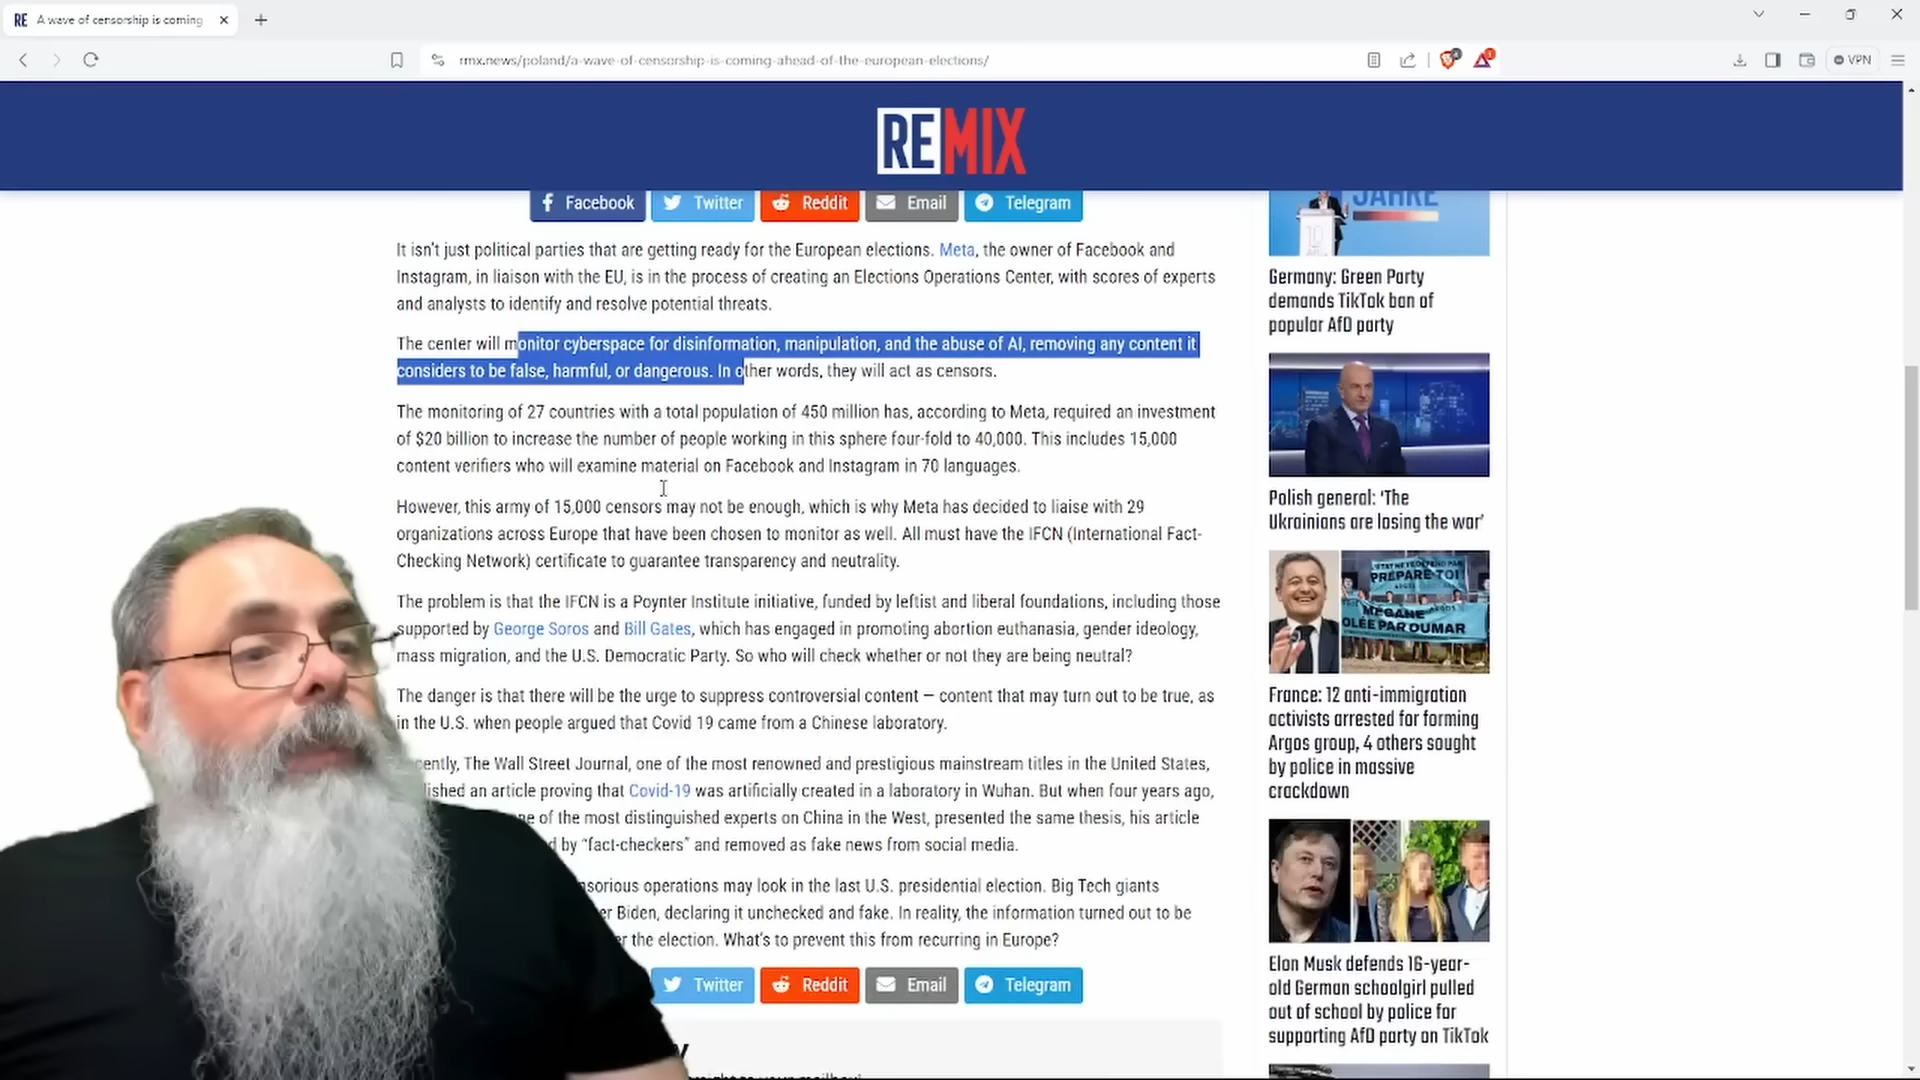 RE A wave of censorship is coming
rmx.news/poland/a-wave-of-censorship-is-coming-ahead-of-the-european-elections/
VPN
REMIX
Facebook Twitter Reddit Email Telegram
It isn't just political parties that are getting ready for the European elections. Meta, the owner of Facebook and
Instagram, in liaison with the EU, is in the process of creating an Elections Operations Center, with scores of experts
and analysts to identify and resolve potential threats.
The center will monitor cyberspace for disinformation, manipulation, and the abuse of AI, removing any content it
considers to be false, harmful, or dangerous. In other words, they will act as censors.
The monitoring of 27 countries with a total population of 450 million has, according to Meta, required an investment
of $20 billion to increase the number of people working in this sphere four-fold to 40,000. This includes 15,000
content verifiers who will examine material on Facebook and Instagram in 70 languages.
However, this army of 15,000 censors may not be enough, which is why Meta has decided to liaise with 29
organizations across Europe that have been chosen to monitor as well. All must have the IFCN (International Fact-
Checking Network) certificate to guarantee transparency and neutrality.
The problem is that the IFCN is a Poynter Institute initiative, funded by leftist and liberal foundations, including those
supported by George Soros and Bill Gates, which has engaged in promoting abortion euthanasia, gender ideology,
mass migration, and the U.S. Democratic Party. So who will check whether or not they are being neutral?
The danger is that there will be the urge to suppress controversial content — content that may turn out to be true, as
in the U.S. when people argued that Covid 19 came from a Chinese laboratory.
cently, The Wall Street Journal, one of the most renowned and prestigious mainstream titles in the United States,
lished an article proving that Covid-19 was artificially created in a laboratory in Wuhan. But when four years ago,
ne of the most distinguished experts on China in the West, presented the same thesis, his article
d by "fact-checkers" and removed as fake news from social media.
nsorious operations may look in the last U.S. presidential election. Big Tech giants
er Biden, declaring it unchecked and fake. In reality, the information turned out to be
r the election. What's to prevent this from recurring in Europe?
Twitter Reddit Email Telegram
y
JAHRE
10
Germany: Green Party
demands TikTok ban of
popular AfD party
Polish general: 'The
Ukrainians are losing the war'
PRÉPARE-TOI
MÉGANE
OLÉE PAR OUMAR
France: 12 anti-immigration
activists arrested for forming
Argos group, 4 others sought
by police in massive
crackdown
Elon Musk defends 16-year-
old German schoolgirl pulled
out of school by police for
supporting AfD party on TikTok